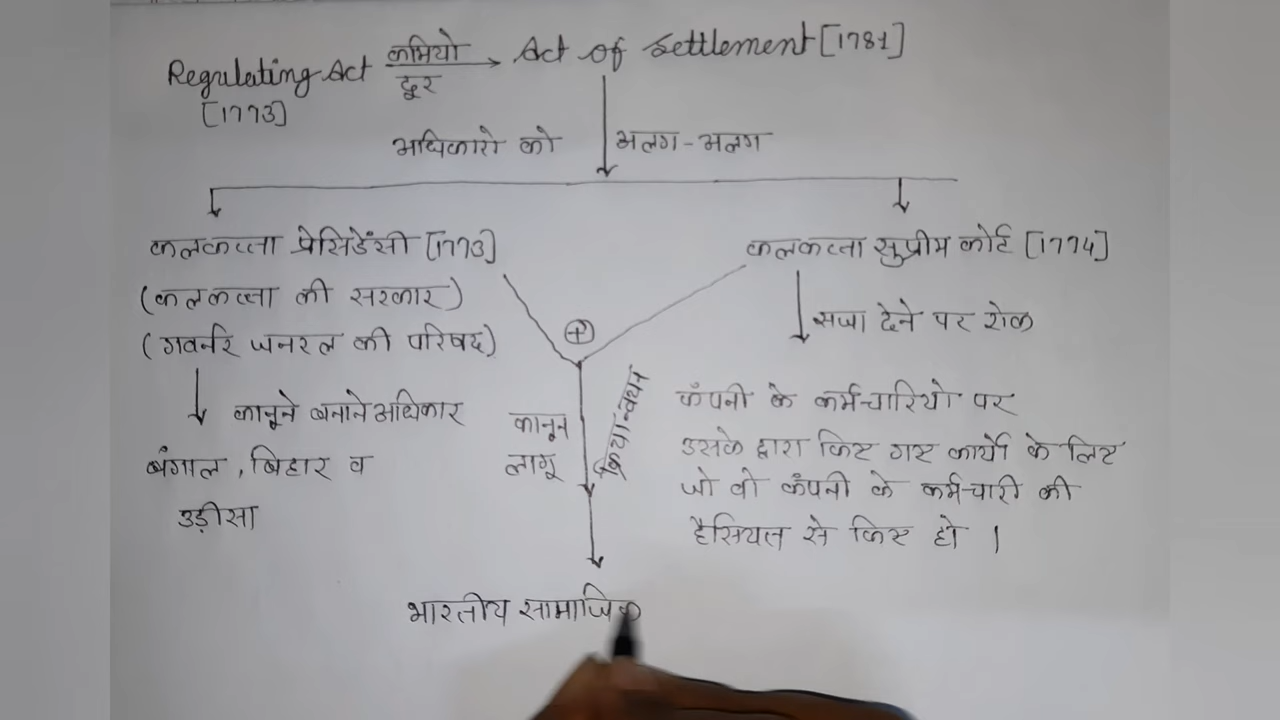 Regulating Act कमियो दूर Act of Settlement [1781]
[1773]
अधिकारो को अलग-अलग
कलकत्ता प्रेसिडेंसी [1773]
(कलकत्ता की सरकार)
(गवर्नर जनरल की परिषद)
कानूने बनाने अधिकार
बंगाल, बिहार व
उड़ीसा
कलकत्ता सुप्रीम कोर्ट [1774]
सजा देने पर रोक
कंपनी के कर्मचारियो पर
उसके द्वारा किए गए कार्यो के लिए
जो वो कंपनी के कर्मचारी की
हैसियत से किए हो ।
+
कानून
लागू
क्रियान्वयन
भारतीय सामाजिक